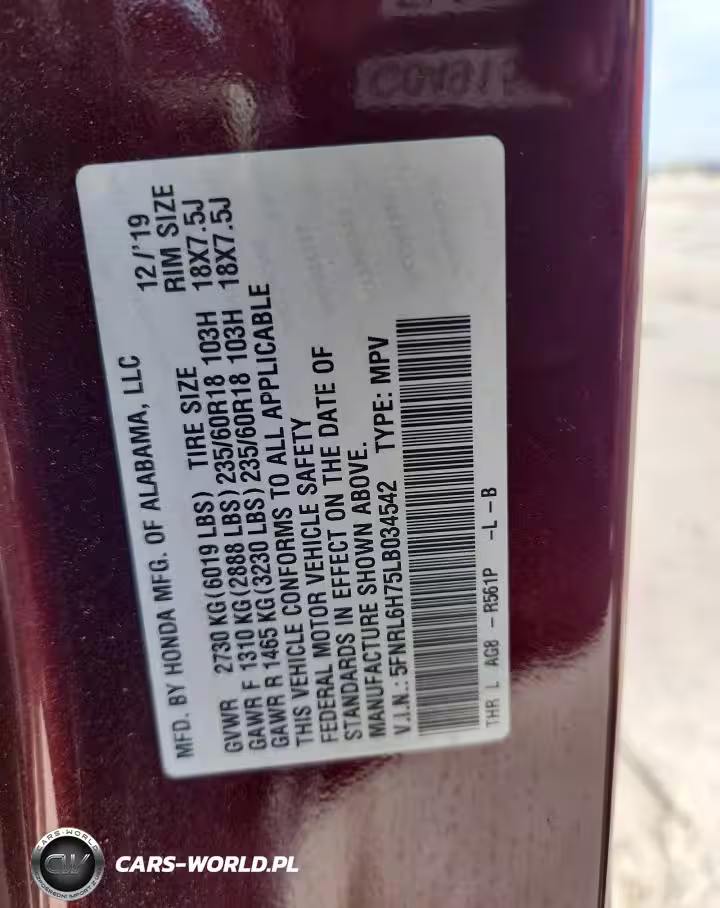 MFD. BY HONDA MFG. OF ALABAMA, LLC 12/'19
GVWR 2730 KG(6019 LBS) TIRE SIZE RIM SIZE
GAWR F 1310 KG(2888 LBS)235/60R18 103H 18X7.5J
GAWR R 1465 KG(3230 LBS)235/60R18 103H 18X7.5J
THIS VEHICLE CONFORMS TO ALL APPLICABLE
FEDERAL MOTOR VEHICLE SAFETY
STANDARDS IN EFFECT ON THE DATE OF
MANUFACTURE SHOWN ABOVE.
V.I.N.: 5FNRL6H75LB034542 TYPE: MPV
THR L AG8 -R561P -L-B
CARS-WORLD
CW
CARS-WORLD.PL